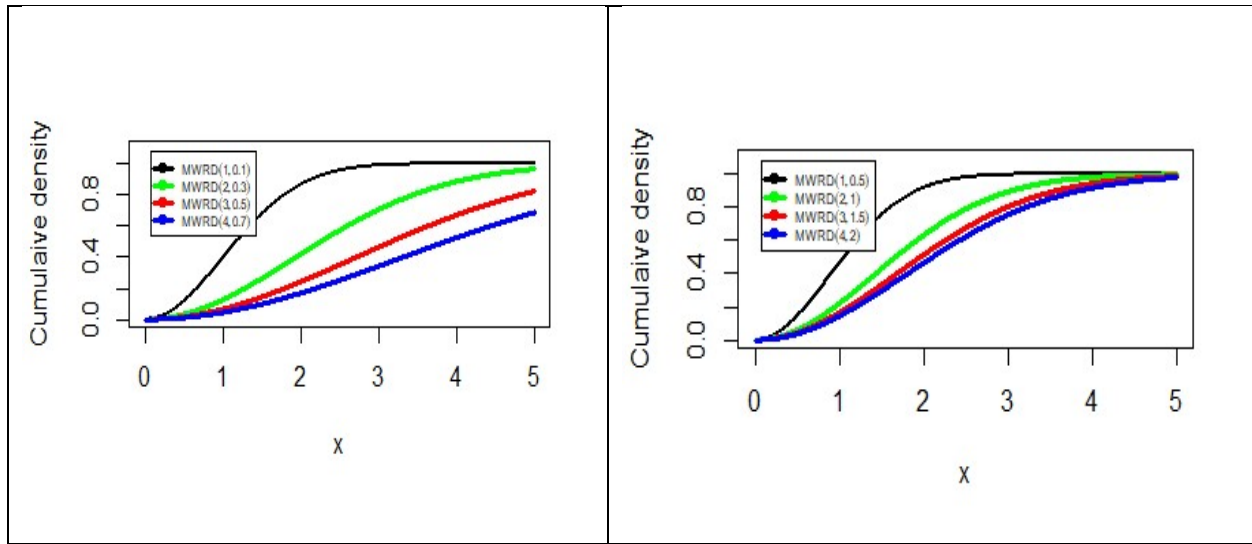 Cumulaive density
0.0 0.4 0.8
MWRD(1,0.1)
MWRD(2,0.3)
MWRD(3,0.5)
MWRD(4,0.7)
0 1 2 3 4 5
x
Cumulaive density
0.0 0.4 0.8
MWRD(1,0.5)
MWRD(2,1)
MWRD(3,1.5)
MWRD(4,2)
0 1 2 3 4 5
x